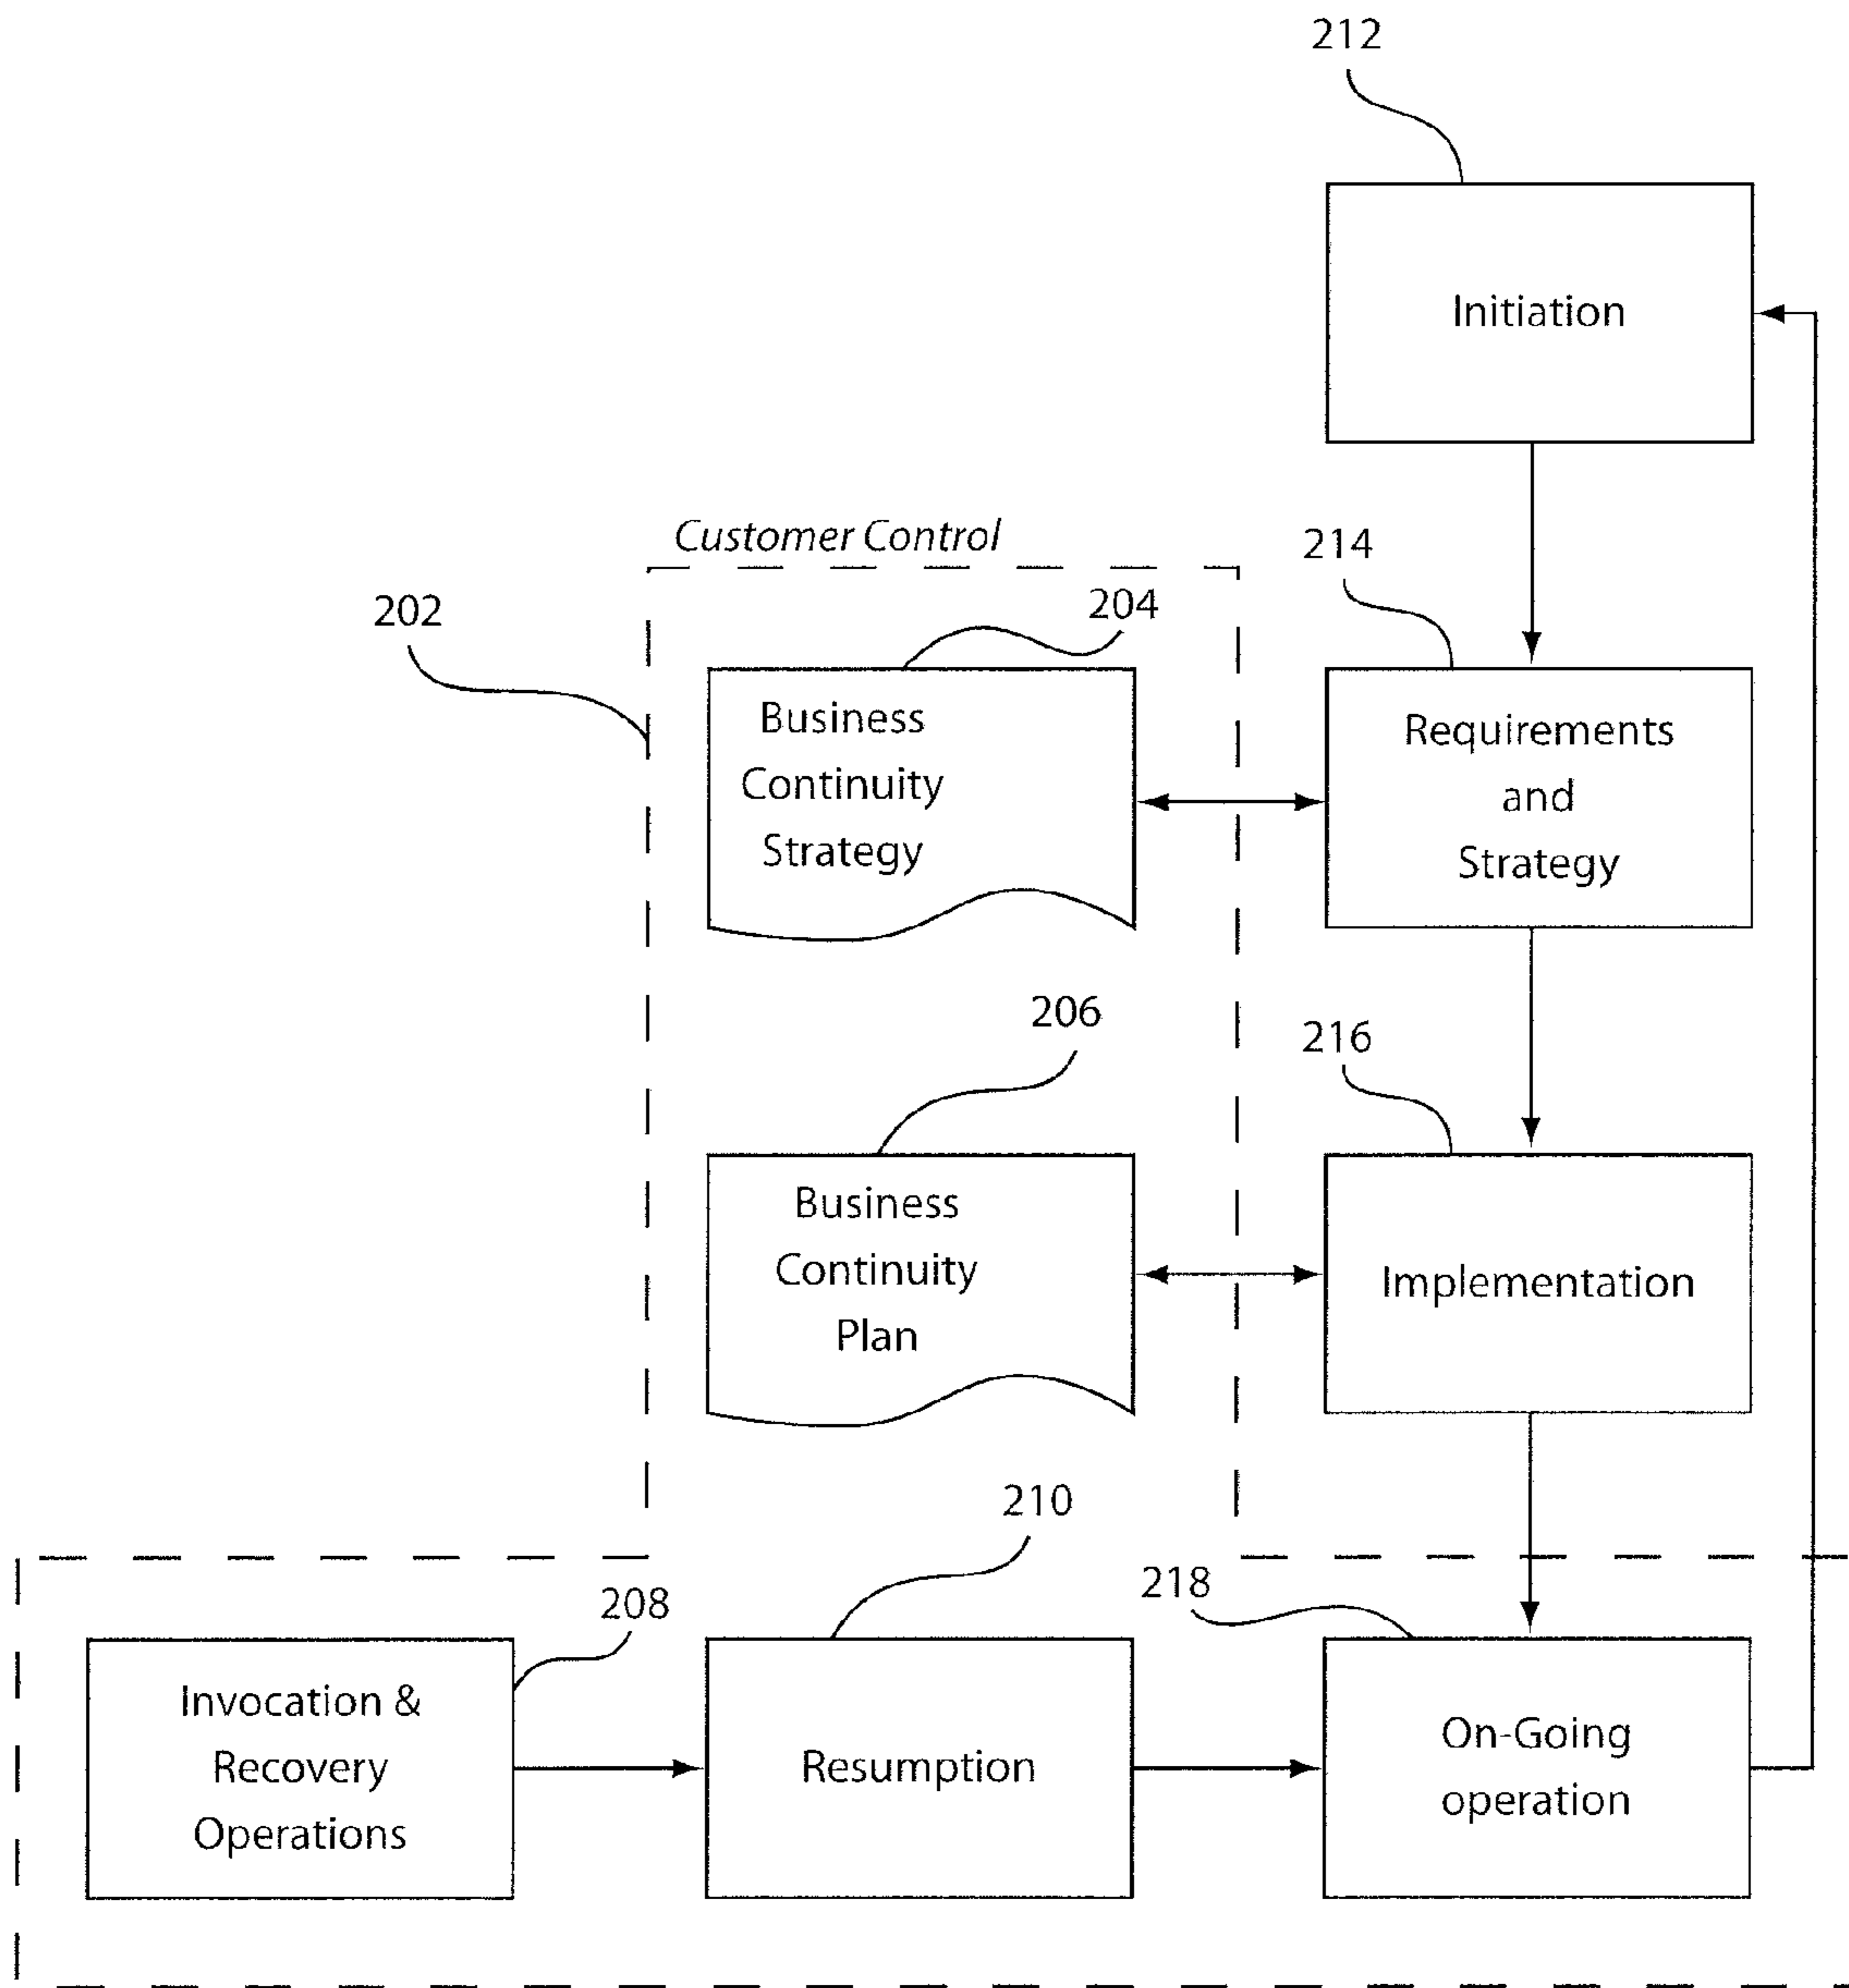 212
Initiation
Customer Control
202
204
214
Business
Continuity
Strategy
Requirements
and
Strategy
206
216
Business
Continuity
Plan
Implementation
210
208
218
Invocation &
Recovery
Operations
Resumption
On-Going
operation